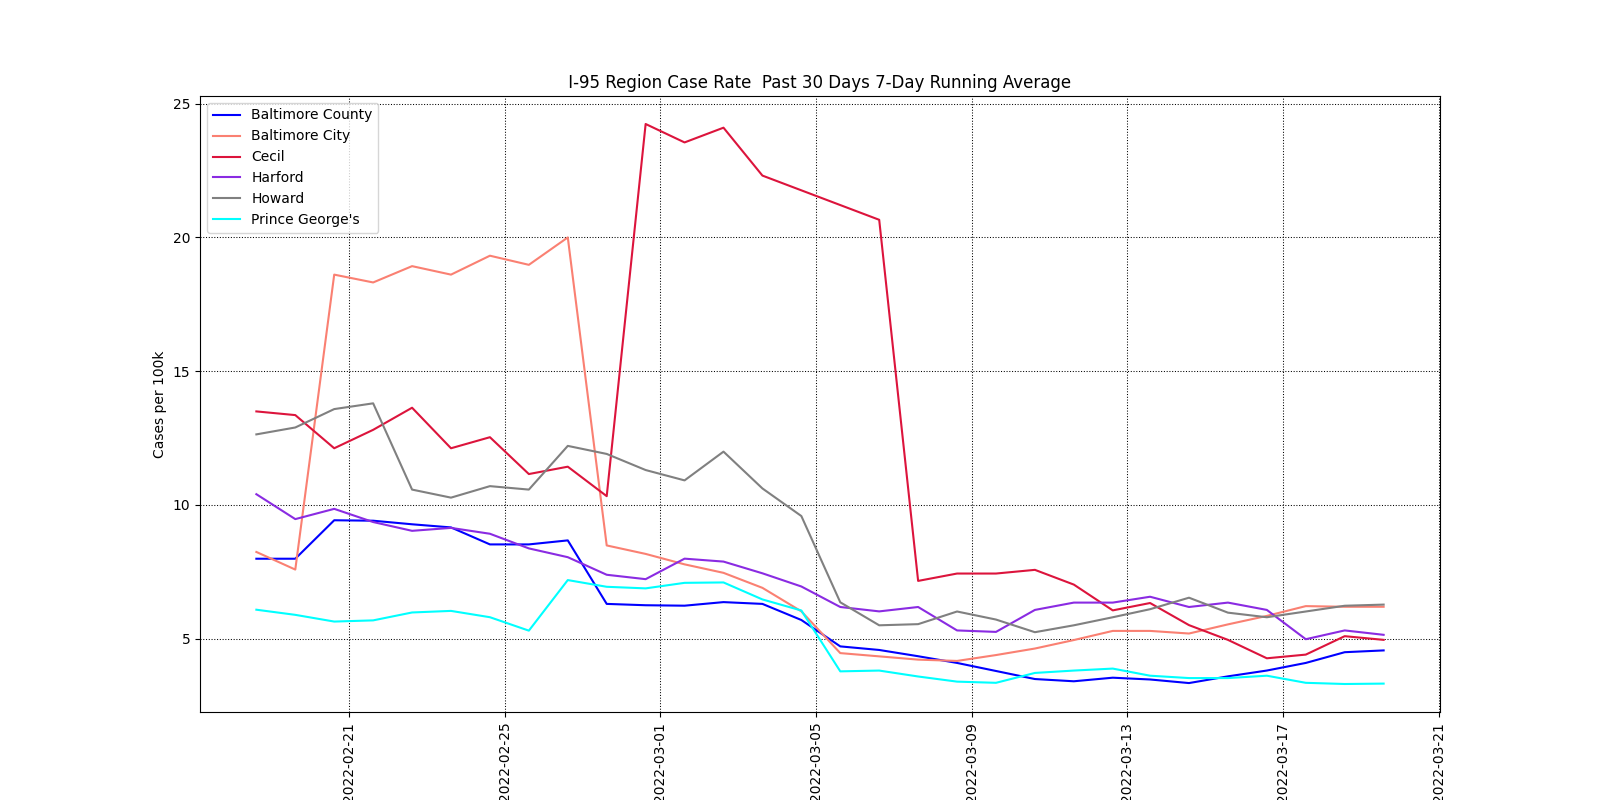 I-95 Region Case Rate  Past 30 Days 7-Day Running Average
25
20
15
10
5
Cases per 100k
Baltimore County
Baltimore City
Cecil
Harford
Howard
Prince George's
2022-02-21
2022-02-25
2022-03-01
2022-03-05
2022-03-09
2022-03-13
2022-03-17
2022-03-21